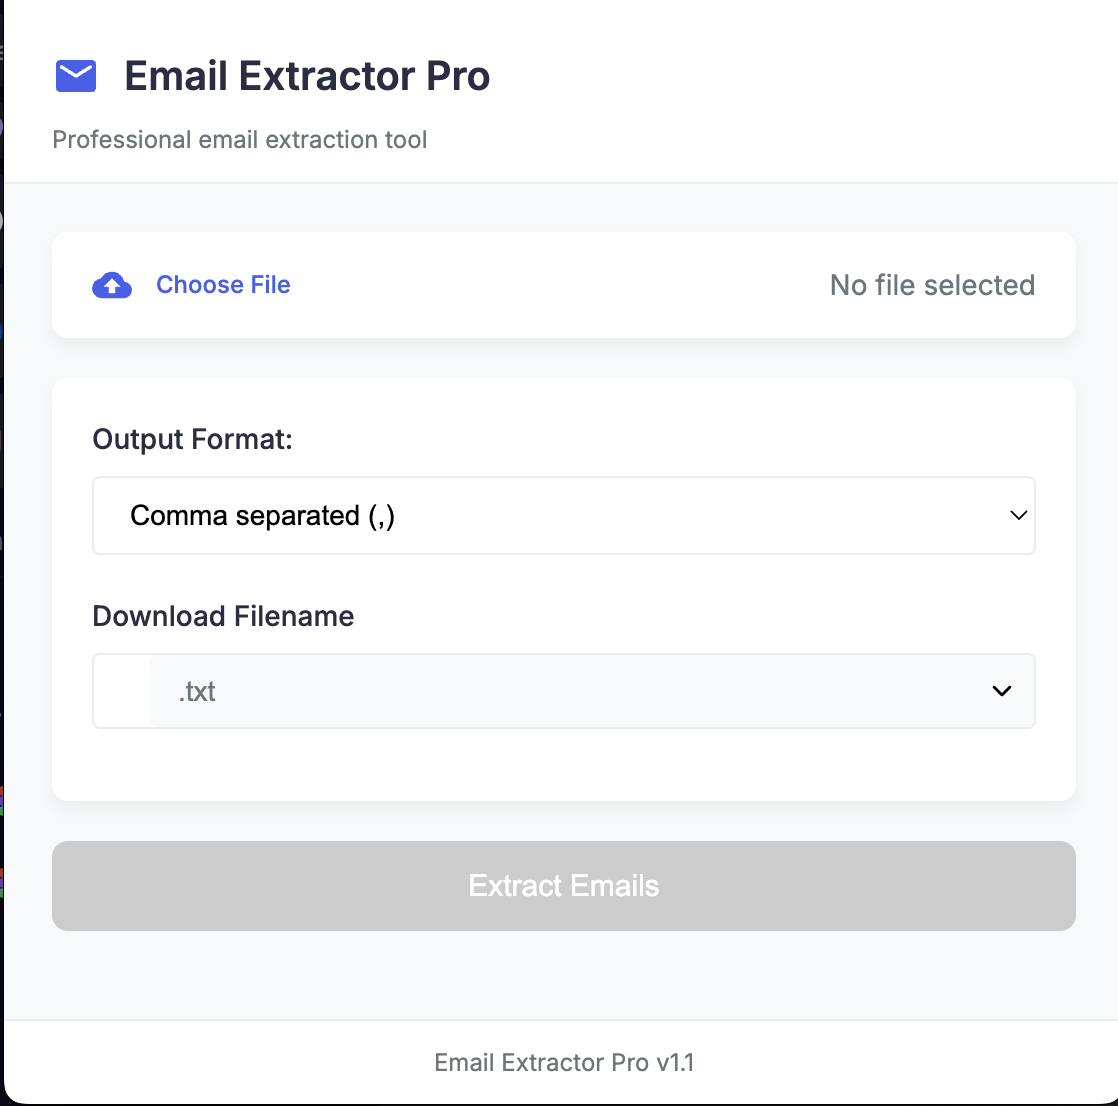 Email Extractor Pro
Professional email extraction tool
Choose File No file selected
Output Format:
Comma separated (,)
Download Filename
.txt
Extract Emails
Email Extractor Pro v1.1